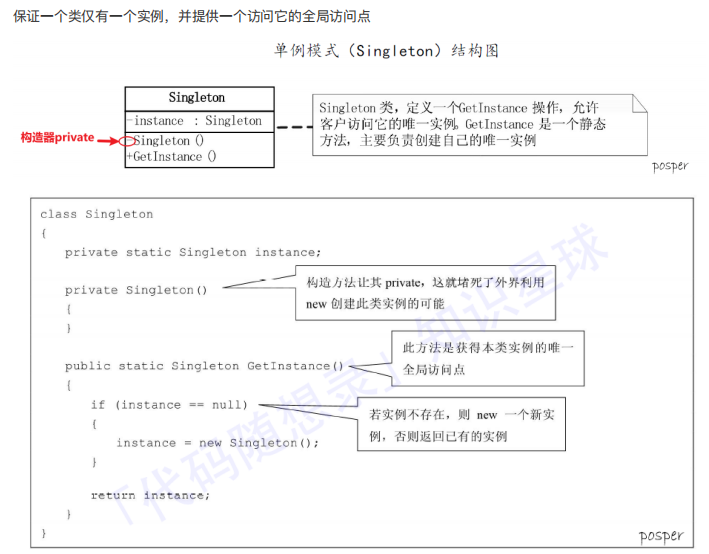 保证一个类仅有一个实例，并提供一个访问它的全局访问点
单例模式（Singleton）结构图
Singleton
-instance : Singleton
-Singleton()
+GetInstance()
构造器private
Singleton 类，定义一个GetInstance 操作，允许
客户访问它的唯一实例。GetInstance 是一个静态
方法，主要负责创建自己的唯一实例
posper
class Singleton
{
private static Singleton instance;
private Singleton()
{
}
构造方法让其 private，这就堵死了外界利用
new 创建此类实例的可能
public static Singleton GetInstance()
{
此方法是获得本类实例的唯一
全局访问点
if (instance == null)
{
instance = new Singleton();
}
若实例不存在，则 new 一个新实
例，否则返回已有的实例
return instance;
}
}
posper
「代码随想录」知识星球